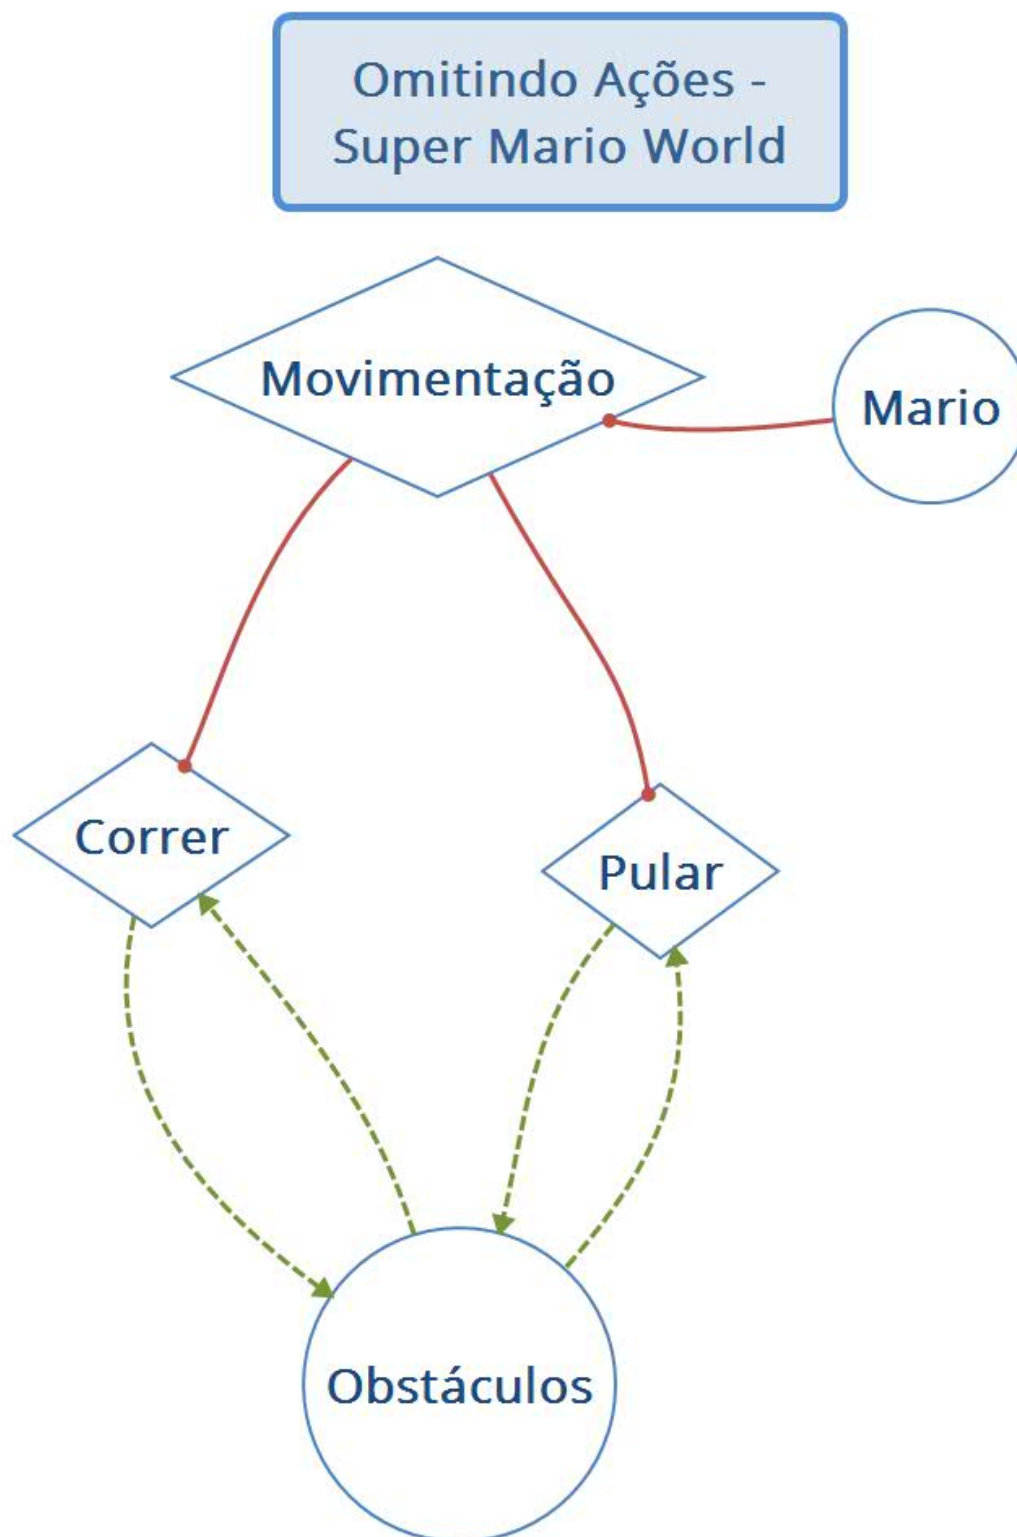 Omitindo Ações -
Super Mario World
Movimentação
Mario
Correr
Pular
Obstáculos